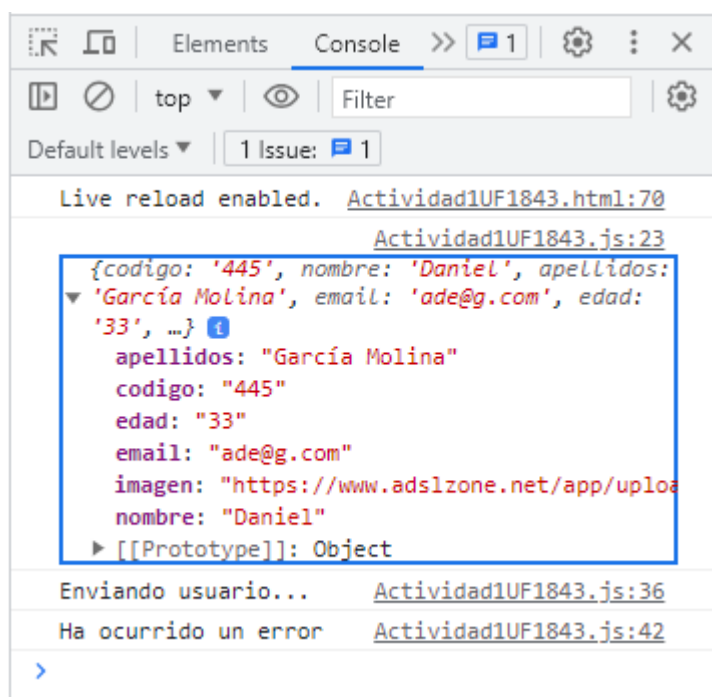 Elements Console >> 1
top ▼ Filter
Default levels ▼ 1 Issue: 1
Live reload enabled. Actividad1UF1843.html:70
Actividad1UF1843.js:23
{codigo: '445', nombre: 'Daniel', apellidos:
▼ 'García Molina', email: 'ade@g.com', edad:
'33', …} i
apellidos: "García Molina"
codigo: "445"
edad: "33"
email: "ade@g.com"
imagen: "https://www.adslzone.net/app/uploa
nombre: "Daniel"
▶ [[Prototype]]: Object
Enviando usuario... Actividad1UF1843.js:36
Ha ocurrido un error Actividad1UF1843.js:42
>